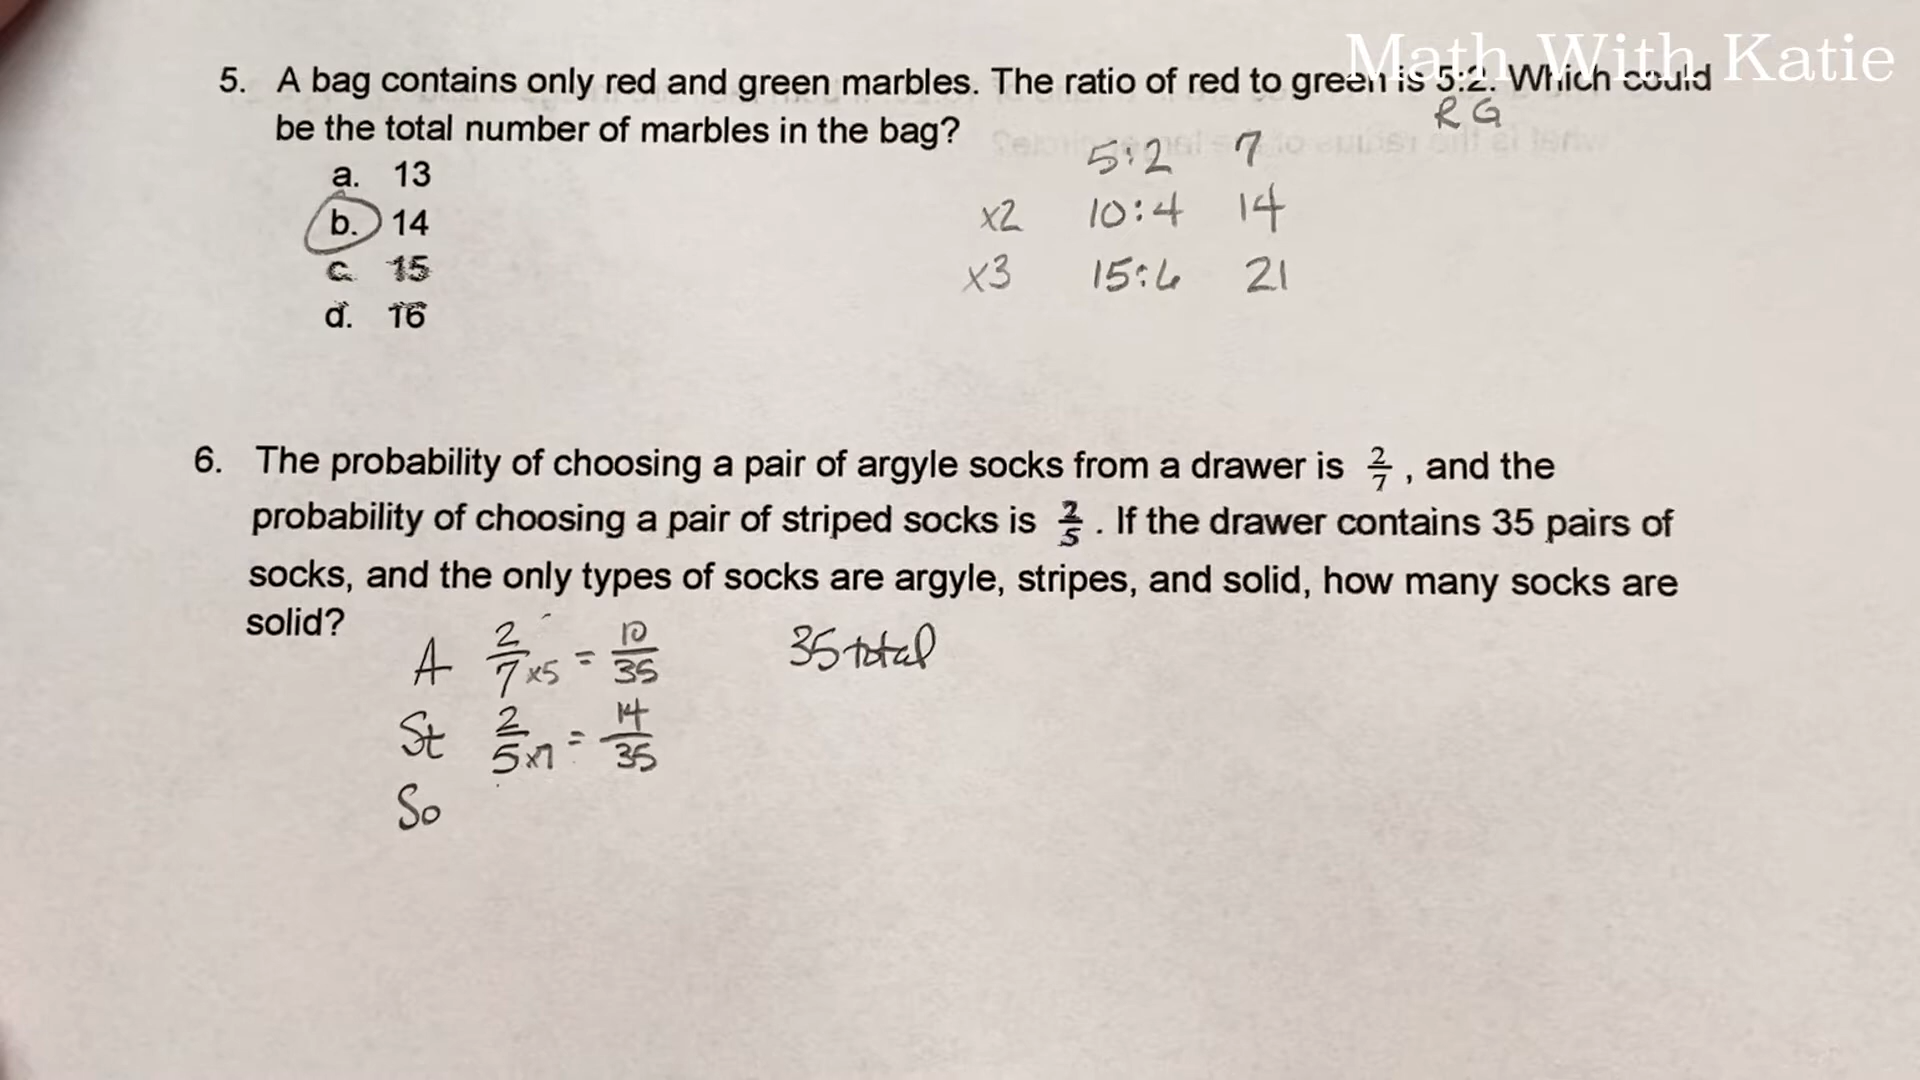 Math With Katie
5. A bag contains only red and green marbles. The ratio of red to green is 5:2. Which could
R G
be the total number of marbles in the bag?
5:2 7
a. 13
x2 10:4 14
b. 14
x3 15:6 21
c. 15
d. 16
6. The probability of choosing a pair of argyle socks from a drawer is 2/7, and the
probability of choosing a pair of striped socks is 2/5. If the drawer contains 35 pairs of
socks, and the only types of socks are argyle, stripes, and solid, how many socks are
solid?
A 2/7 x5 = 10/35 35 total
St 2/5 x7 = 14/35
So